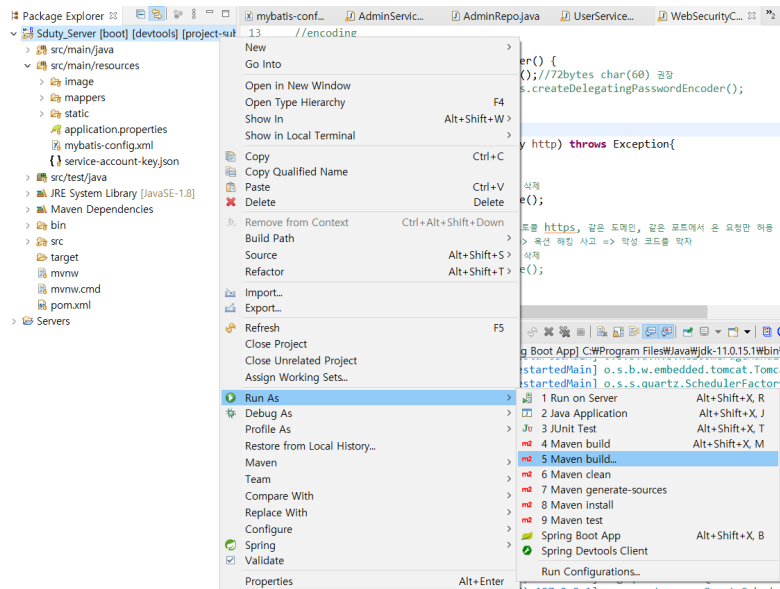 Package Explorer
mybatis-conf...
AdminServic...
AdminRepo.java
UserService...
WebSecurityC...
»2
Sduty_Server [boot] [devtools] [project-sub
src/main/java
src/main/resources
image
mappers
static
application.properties
mybatis-config.xml
service-account-key.json
src/test/java
JRE System Library [JavaSE-1.8]
Maven Dependencies
bin
src
target
mvnw
mvnw.cmd
pom.xml
Servers
13 //encoding
er() {
();//72bytes char(60) 권장
s.createDelegatingPasswordEncoder();
y http) throws Exception{
삭제
e();
토콜 https, 같은 도메인, 같은 포트에서 온 요청만 허용
> 옥션 해킹 사고 => 악성 코드를 막자
삭제
e();
New
Go Into
Open in New Window
Open Type Hierarchy F4
Show In Alt+Shift+W >
Show in Local Terminal
Copy Ctrl+C
Copy Qualified Name
Paste Ctrl+V
Delete Delete
Remove from Context Ctrl+Alt+Shift+Down
Build Path
Source Alt+Shift+S >
Refactor Alt+Shift+T >
Import...
Export...
Refresh F5
Close Project
Close Unrelated Project
Assign Working Sets...
Run As
Debug As
Profile As
Restore from Local History...
Maven
Team
Compare With
Replace With
Configure
Spring
Validate
Properties Alt+Enter
g Boot App] C:₩Program Files₩Java₩jdk-11.0.15.1₩bin
estartedMain] o.s.b.w.embedded.tomcat.Tomc
estartedMain] o.s.s.quartz.SchedulerFactor
1 Run on Server Alt+Shift+X, R
2 Java Application Alt+Shift+X, J
3 JUnit Test Alt+Shift+X, T
4 Maven build Alt+Shift+X, M
5 Maven build...
6 Maven clean
7 Maven generate-sources
8 Maven install
9 Maven test
Spring Boot App Alt+Shift+X, B
Spring Devtools Client
Run Configurations...